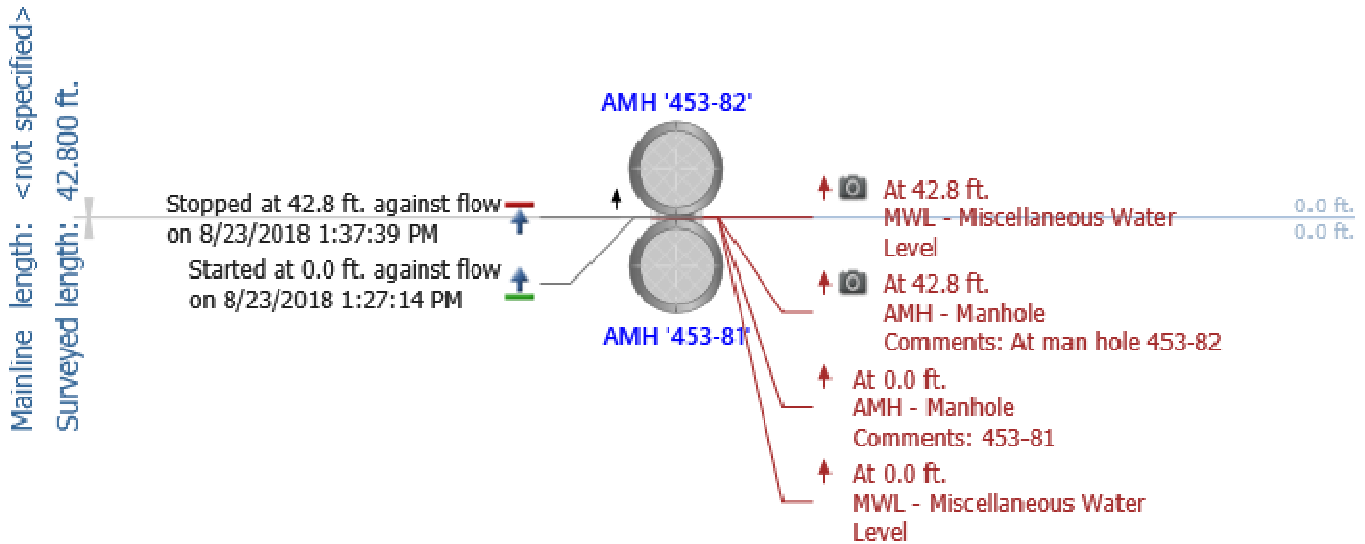 Mainline length: <not specified>
Surveyed length: 42.800 ft.
AMH '453-82'
Stopped at 42.8 ft. against flow
on 8/23/2018 1:37:39 PM
Started at 0.0 ft. against flow
on 8/23/2018 1:27:14 PM
AMH '453-81'
At 42.8 ft.
MWL - Miscellaneous Water
Level
At 42.8 ft.
AMH - Manhole
Comments: At man hole 453-82
At 0.0 ft.
AMH - Manhole
Comments: 453-81
At 0.0 ft.
MWL - Miscellaneous Water
Level
0.0 ft.
0.0 ft.